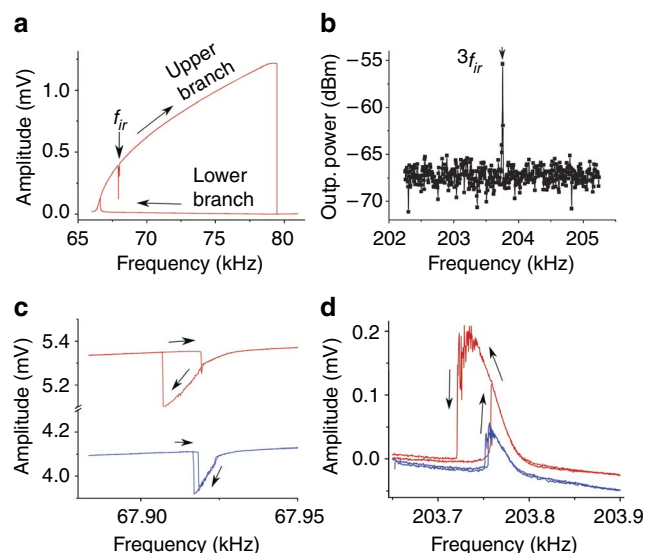 a
Amplitude (mV)
1.0
0.5
0.0
f_ir
Upper branch
Lower branch
65 70 75 80
Frequency (kHz)
b
Outp. power (dBm)
−55
−60
−65
−70
3f_ir
202 203 204 205
Frequency (kHz)
c
Amplitude (mV)
5.4
5.2
4.1
4.0
67.90 67.95
Frequency (kHz)
d
Amplitude (mV)
0.2
0.1
0.0
203.7 203.8 203.9
Frequency (kHz)